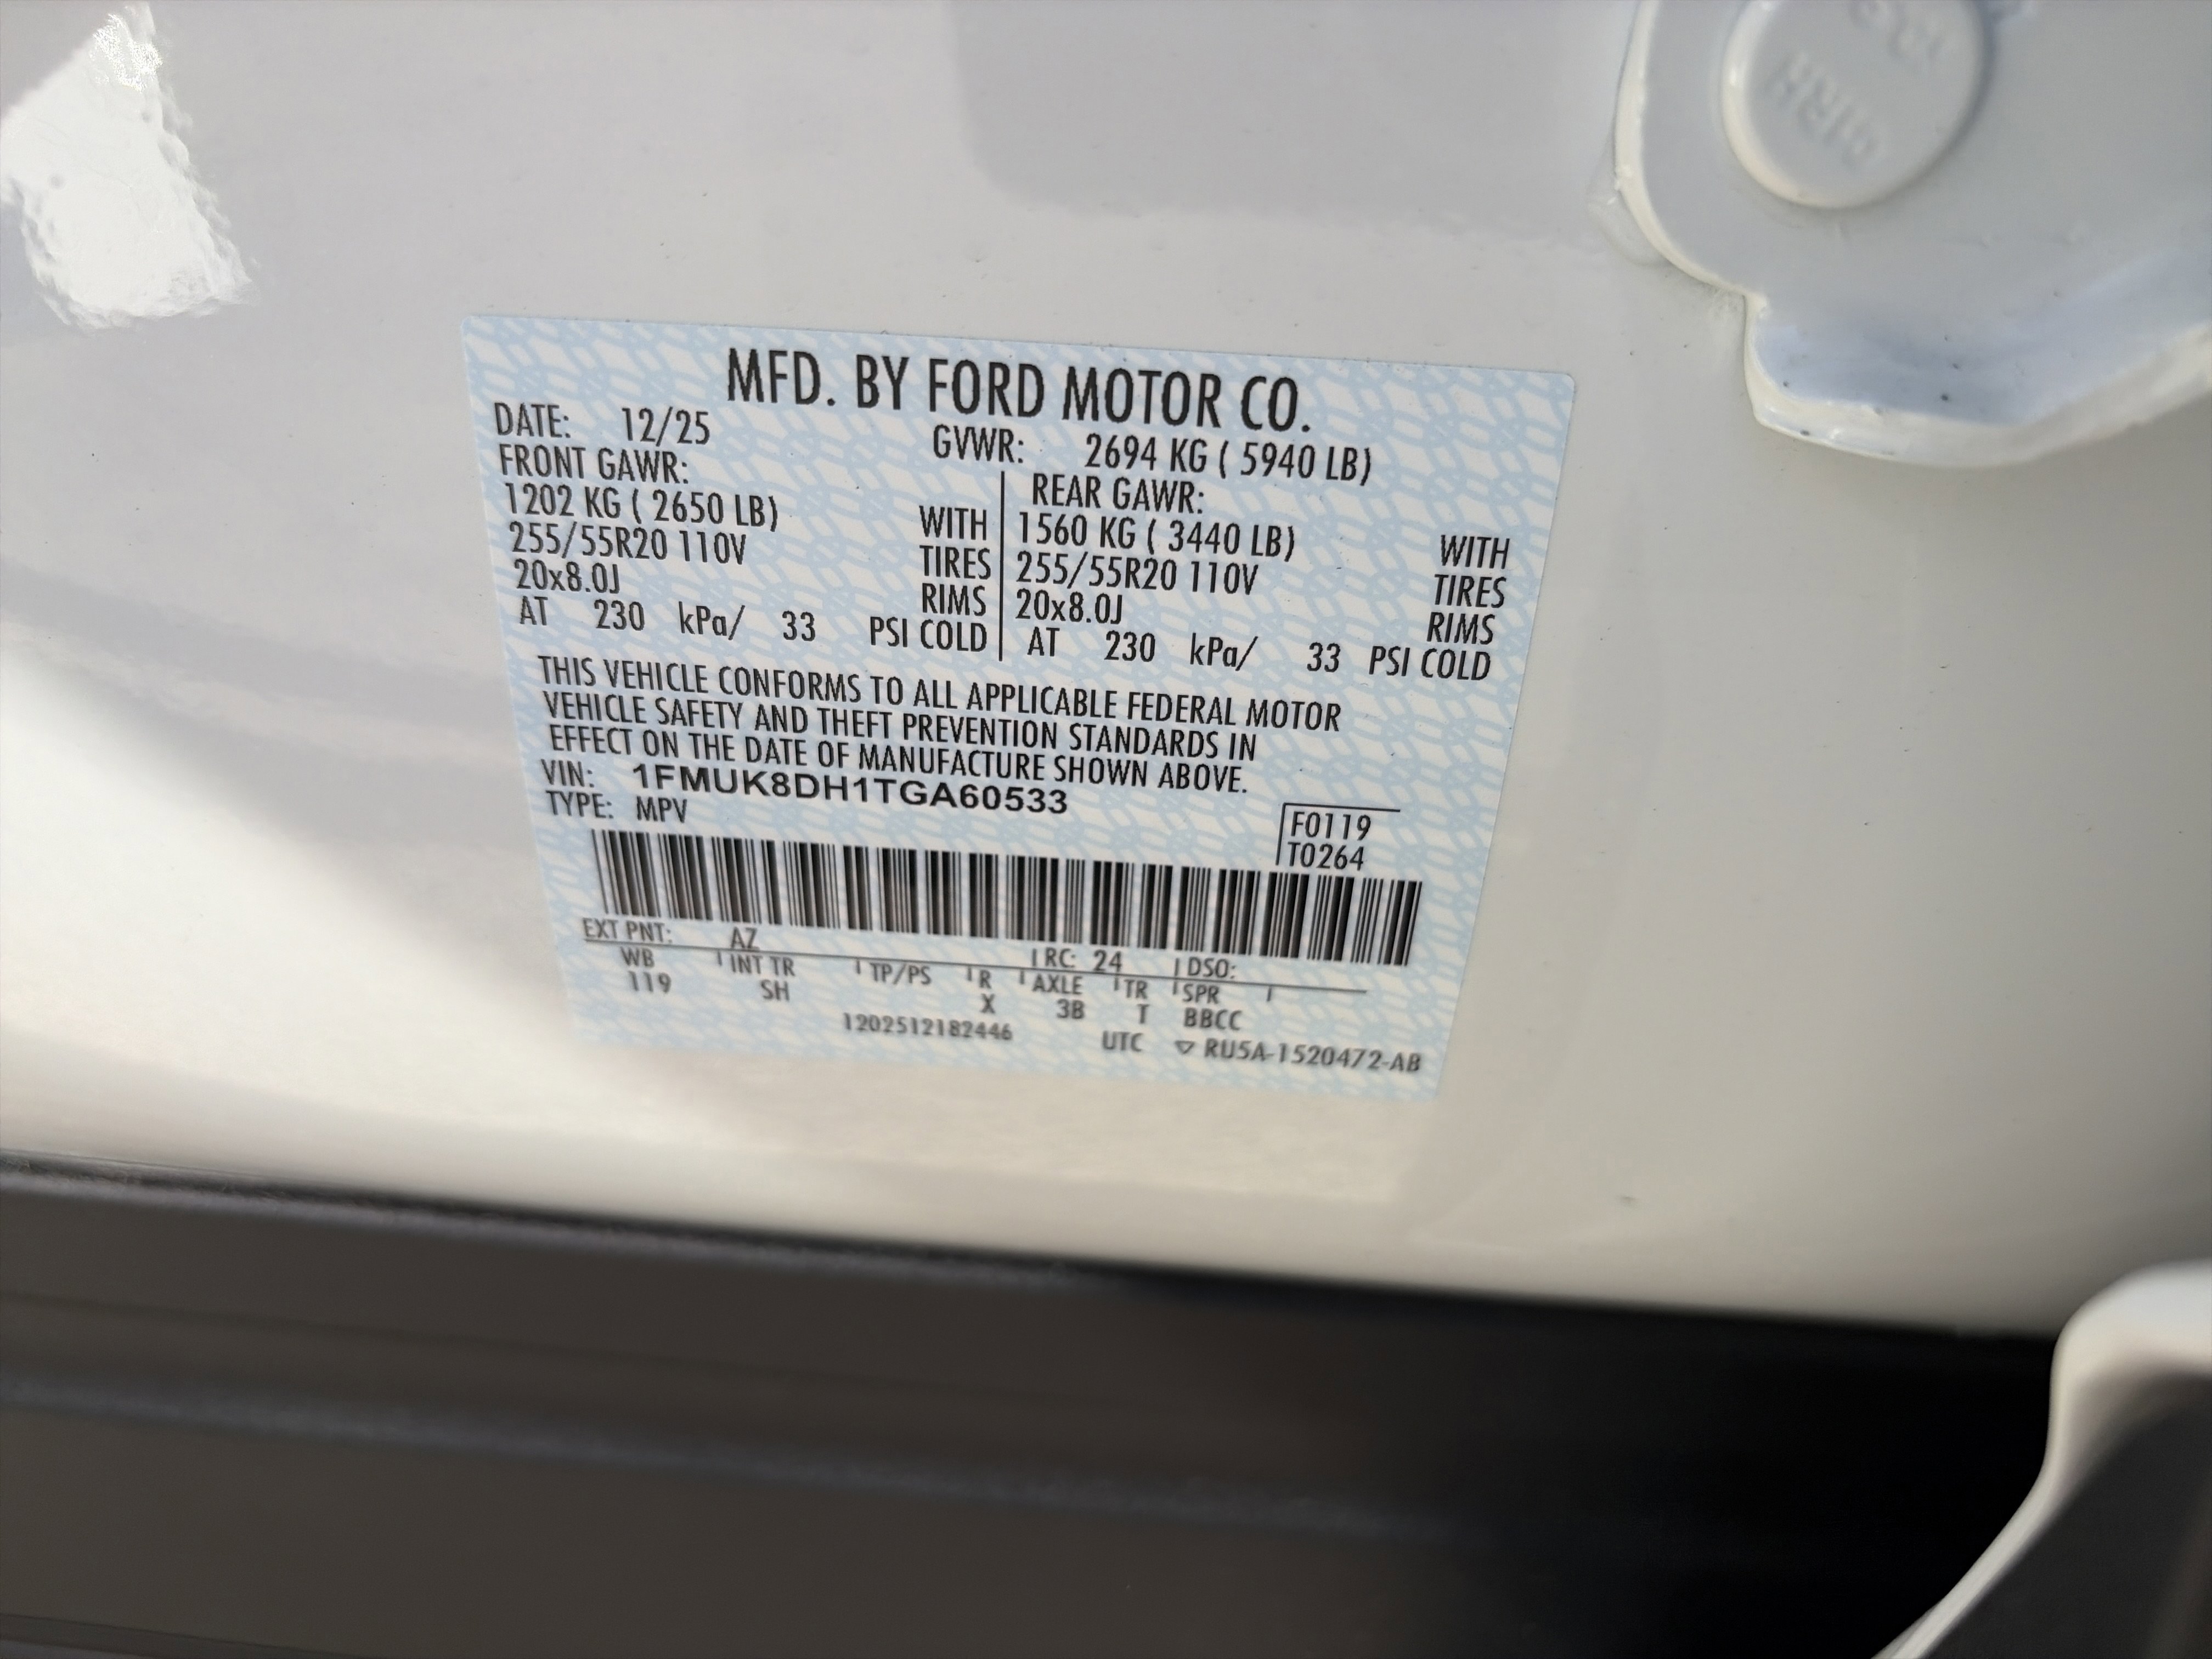 MFD. BY FORD MOTOR CO.
DATE: 12/25 GVWR: 2694 KG ( 5940 LB)
FRONT GAWR: REAR GAWR:
1202 KG ( 2650 LB) WITH 1560 KG ( 3440 LB) WITH
255/55R20 110V TIRES 255/55R20 110V TIRES
20x8.0J RIMS 20x8.0J RIMS
AT 230 kPa/ 33 PSI COLD AT 230 kPa/ 33 PSI COLD
THIS VEHICLE CONFORMS TO ALL APPLICABLE FEDERAL MOTOR
VEHICLE SAFETY AND THEFT PREVENTION STANDARDS IN
EFFECT ON THE DATE OF MANUFACTURE SHOWN ABOVE.
VIN: 1FMUK8DH1TGA60533
TYPE: MPV
F0119
T0264
EXT PNT: AZ RC: 24 DSO:
WB INT TR TP/PS R AXLE TR SPR
119 SH X 3B T BBCC
1202512182446 UTC ▽ RU5A-1520472-AB